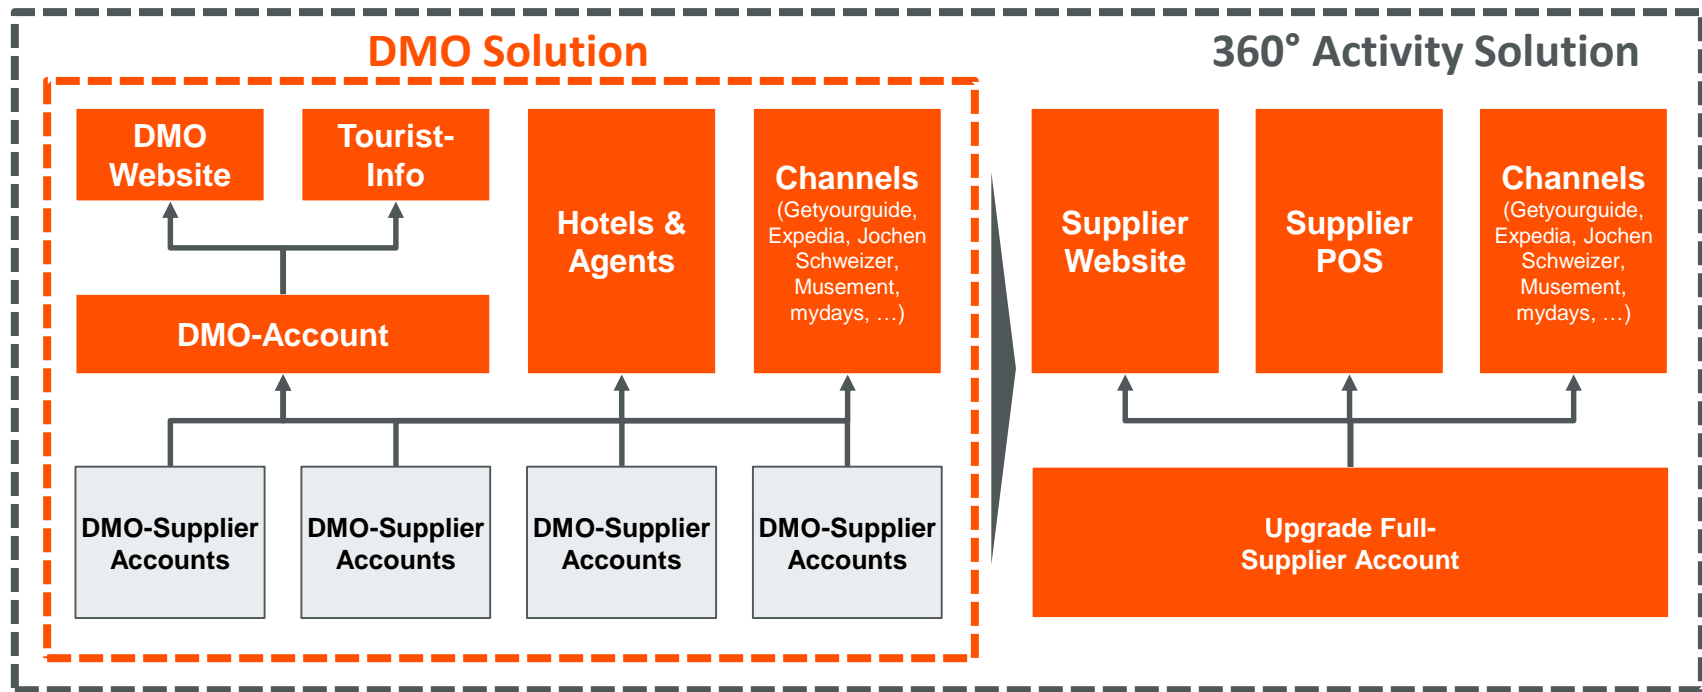 DMO Solution
360° Activity Solution
DMO
Website
Tourist-
Info
Hotels &
Agents
Channels
(Getyourguide,
Expedia, Jochen
Schweizer,
Musement,
mydays, …)
DMO-Account
DMO-Supplier
Accounts
DMO-Supplier
Accounts
DMO-Supplier
Accounts
DMO-Supplier
Accounts
Supplier
Website
Supplier
POS
Channels
(Getyourguide,
Expedia, Jochen
Schweizer,
Musement,
mydays, …)
Upgrade Full-
Supplier Account